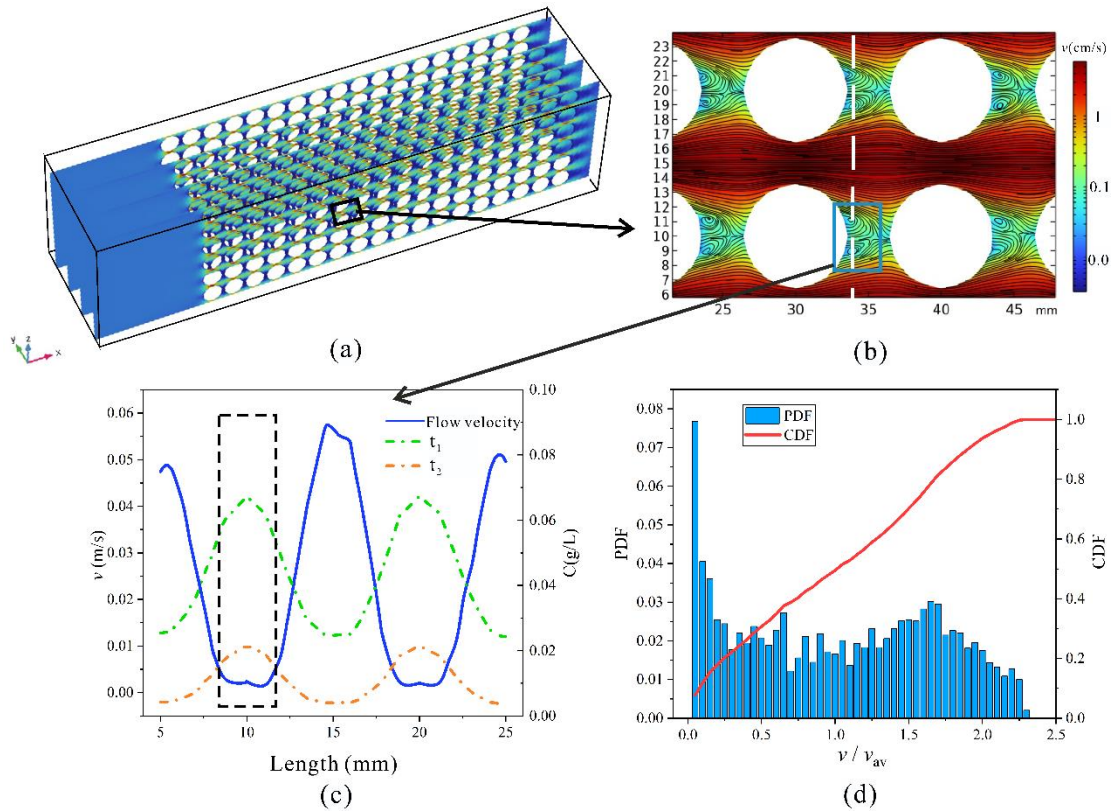 y z x
(a)
23
22
21
20
19
18
17
16
15
14
13
12
11
10
9
8
7
6
25 30 35 40 45 mm
v(cm/s)
1
0.1
0.0
(b)
0.06
0.05
0.04
0.03
0.02
0.01
0.00
v (m/s)
0.10
0.08
0.06
0.04
0.02
0.00
C(g/L)
Flow velocity
t₁
t₂
5 10 15 20 25
Length (mm)
(c)
0.08
0.07
0.06
0.05
0.04
0.03
0.02
0.01
0.00
PDF
PDF
CDF
1.0
0.8
0.6
0.4
0.2
0.0
CDF
0.0 0.5 1.0 1.5 2.0 2.5
v / vₐᵥ
(d)